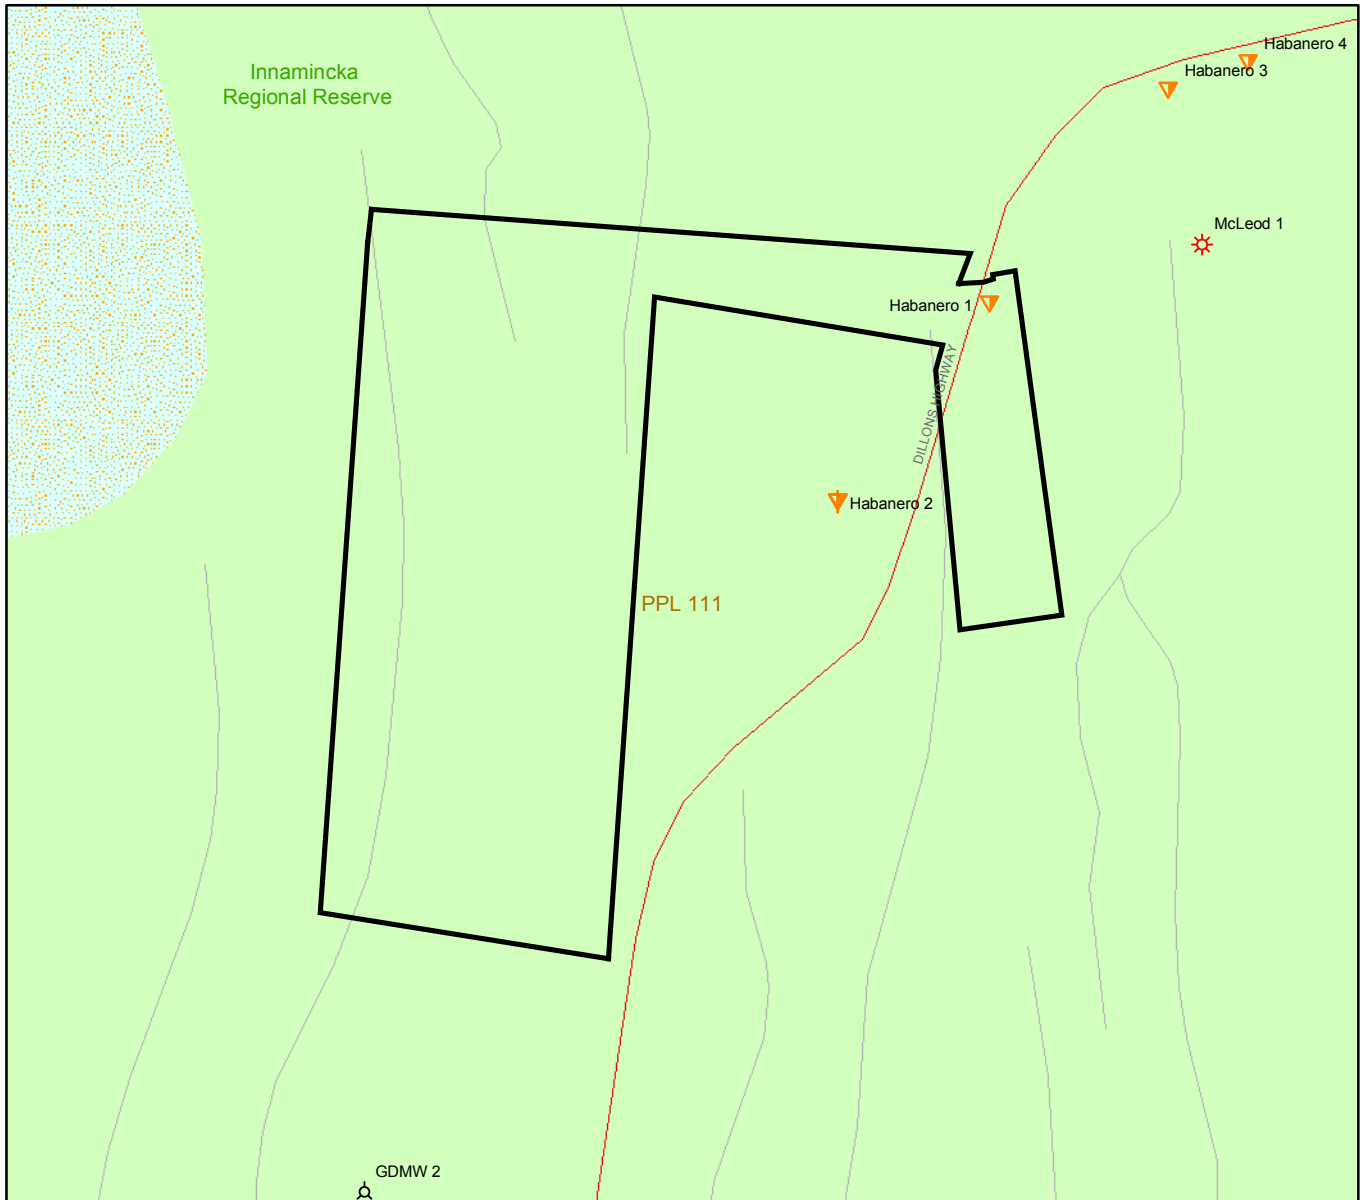 Habanero 4
Innamincka
Regional Reserve
Habanero 3
McLeod 1
Habanero 1
DILLONS HIGHWAY
Habanero 2
PPL 111
GDMW 2